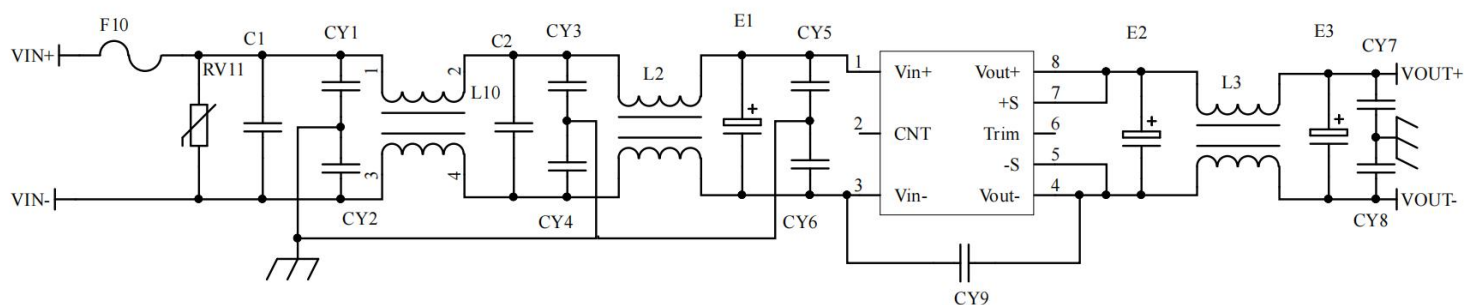 F10
C1
CY1
C2
CY3
E1
CY5
E2
E3
CY7
VIN+
RV11
1
2
L10
L2
1
Vin+
Vout+
8
L3
VOUT+
+S
7
2
CNT
Trim
6
+
+
+
-S
5
3
4
3
Vin-
Vout-
4
VIN-
VOUT-
CY2
CY4
CY6
CY8
CY9